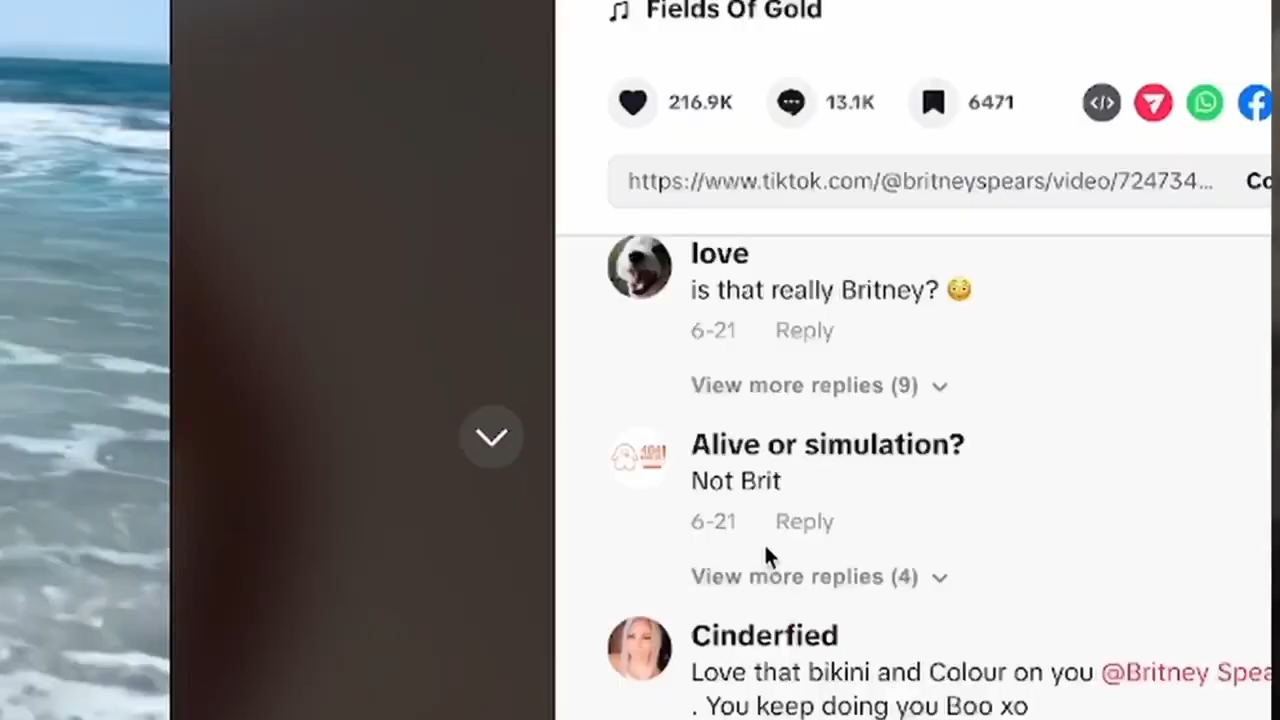 Fields Of Gold
216.9K 13.1K 6471
https://www.tiktok.com/@britneyspears/video/724734... Co
love
is that really Britney? 😳
6-21 Reply
View more replies (9)
Alive or simulation?
Not Brit
6-21 Reply
View more replies (4)
Cinderfied
Love that bikini and Colour on you @Britney Spea
. You keep doing you Boo xo